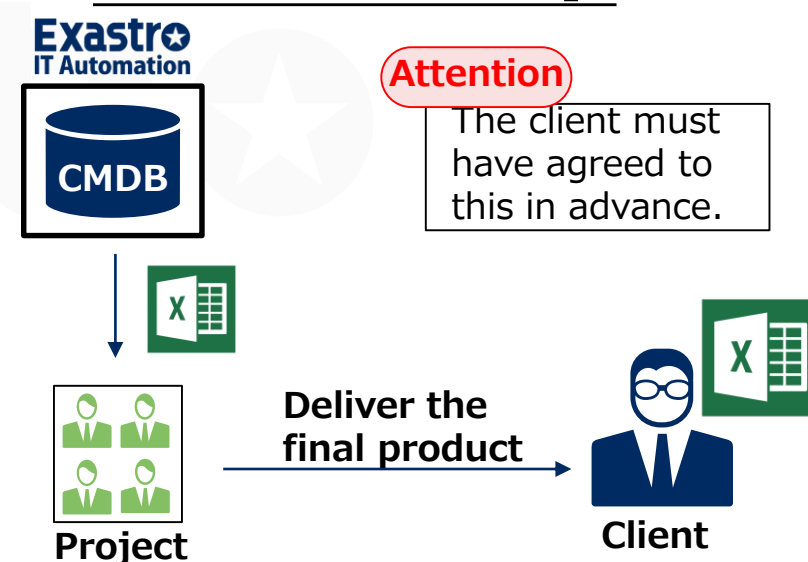 Exastro
IT Automation
CMDB
Attention
The client must
have agreed to
this in advance.
X
X
Deliver the
final product
Project
Client